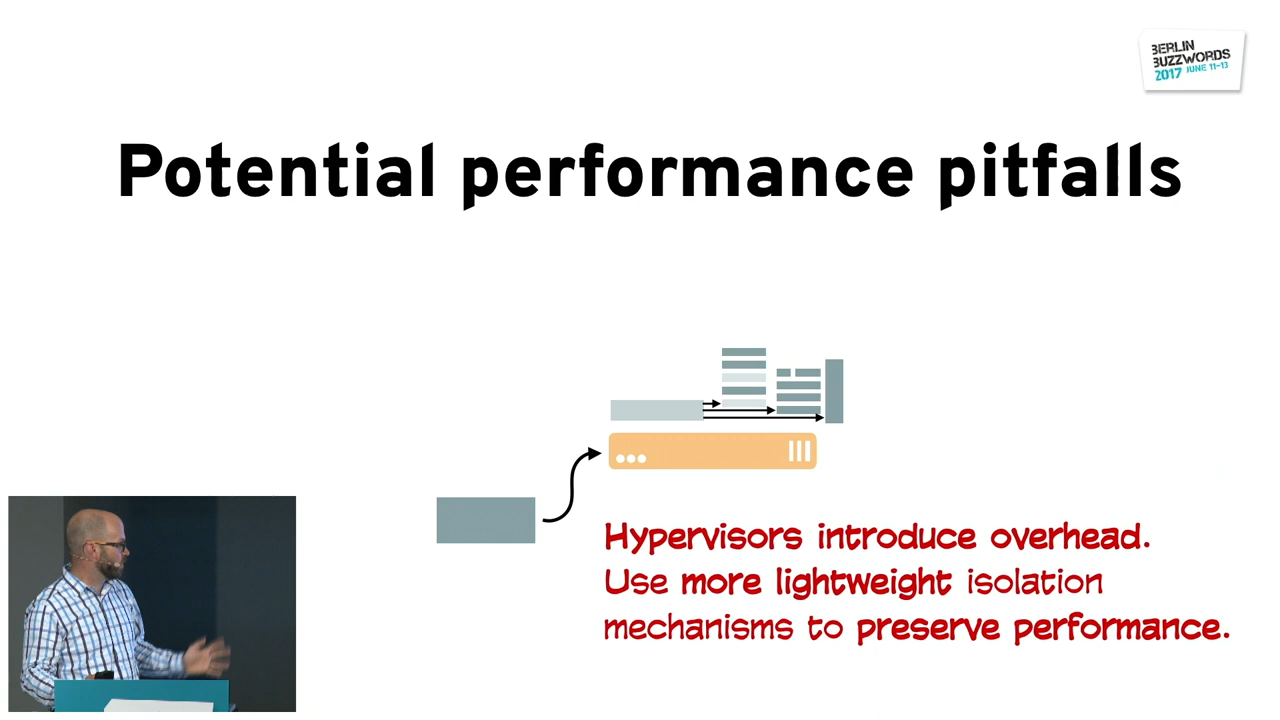 BERLIN
BUZZWORDS
2017 JUNE 11-13
Potential performance pitfalls
Hypervisors introduce overhead.
Use more lightweight isolation
mechanisms to preserve performance.